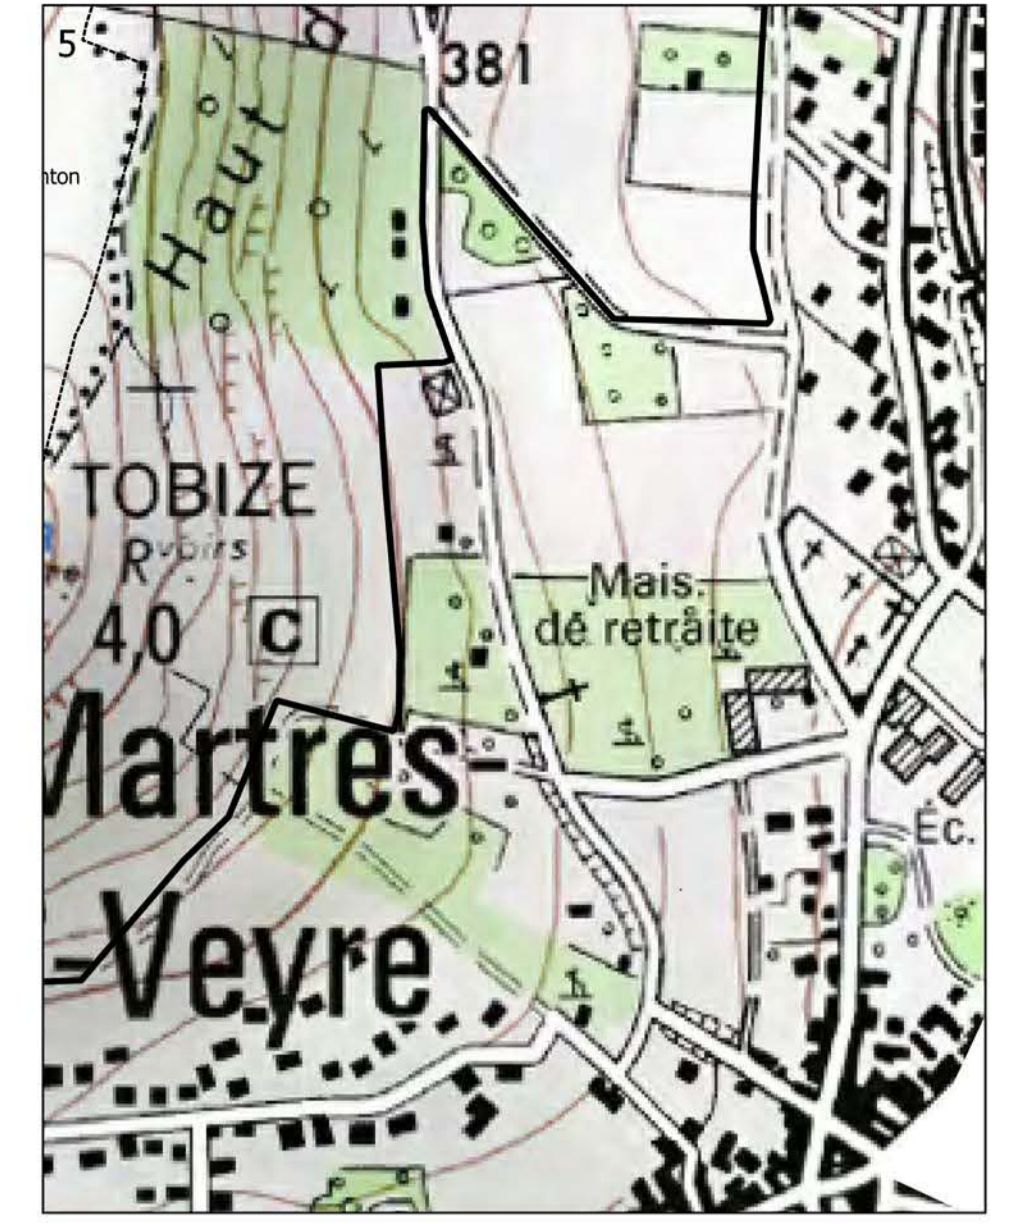 5
381
Haut
nton
TOBIZE
Rvoirs
4,0
C
Mais.
de retraite
Martres-
-Veyre
Éc.